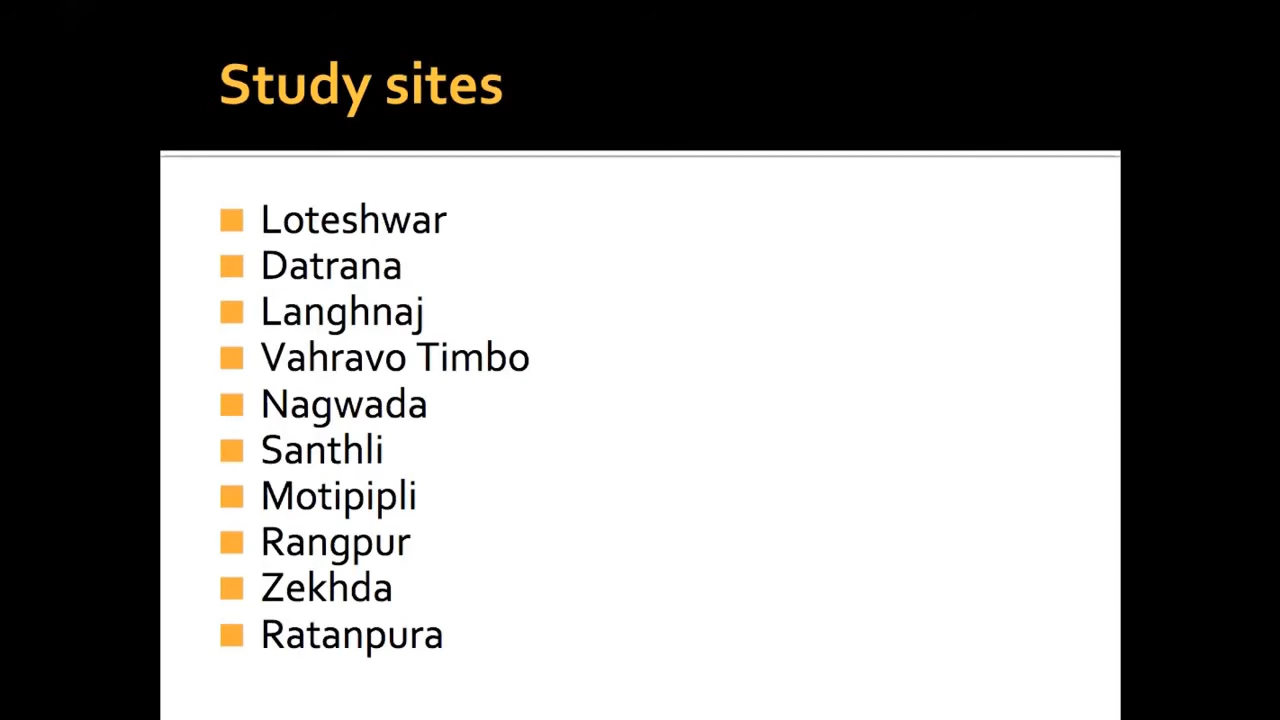 Study sites
Loteshwar
Datrana
Langhnaj
Vahravo Timbo
Nagwada
Santhli
Motipipli
Rangpur
Zekhda
Ratanpura